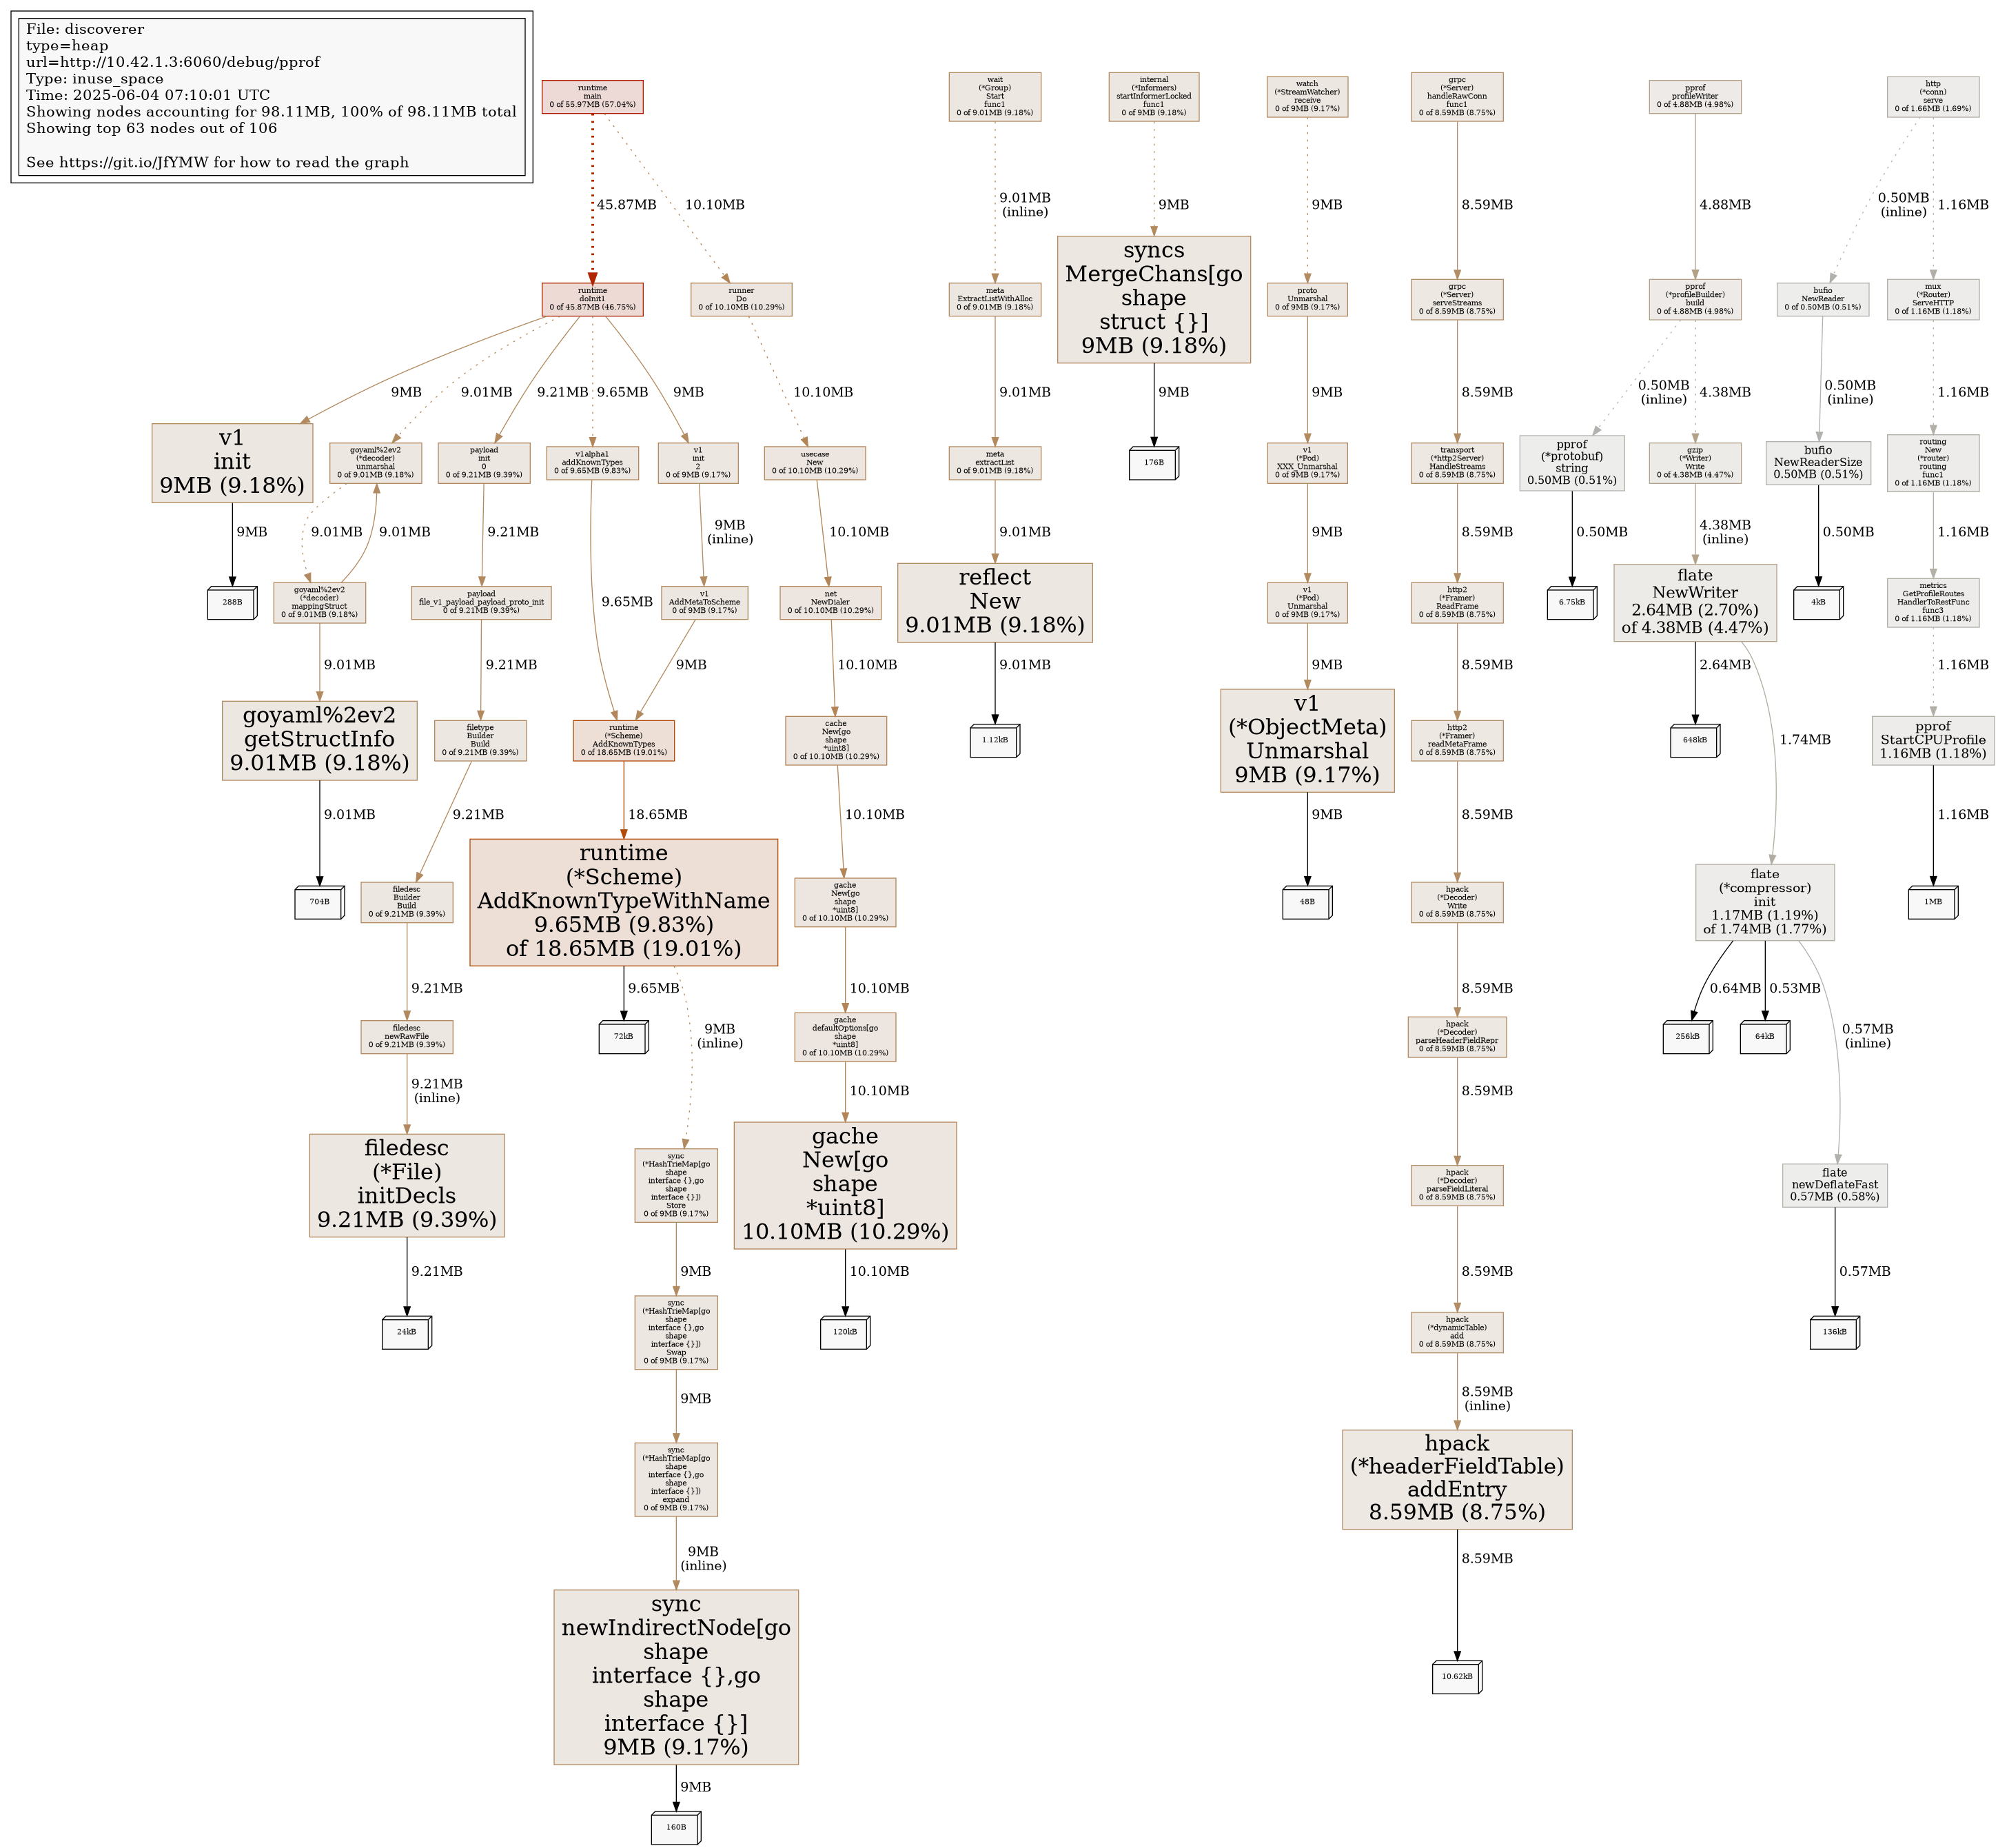 File: discoverer
type=heap
url=http://10.42.1.3:6060/debug/pprof
Type: inuse_space
Time: 2025-06-04 07:10:01 UTC
Showing nodes accounting for 98.11MB, 100% of 98.11MB total
Showing top 63 nodes out of 106
See https://git.io/JfYMW for how to read the graph
runtime
main
0 of 55.97MB (57.04%)
45.87MB
10.10MB
runtime
doInit1
0 of 45.87MB (46.75%)
runner
Do
0 of 10.10MB (10.29%)
9MB
9.01MB
9.21MB
9.65MB
9MB
10.10MB
v1
init
9MB (9.18%)
9MB
288B
goyaml%2ev2
(*decoder)
unmarshal
0 of 9.01MB (9.18%)
9.01MB
9.01MB
goyaml%2ev2
(*decoder)
mappingStruct
0 of 9.01MB (9.18%)
9.01MB
goyaml%2ev2
getStructInfo
9.01MB (9.18%)
9.01MB
704B
payload
init
0
0 of 9.21MB (9.39%)
9.21MB
payload
file_v1_payload_payload_proto_init
0 of 9.21MB (9.39%)
9.21MB
filetype
Builder
Build
0 of 9.21MB (9.39%)
9.21MB
filedesc
Builder
Build
0 of 9.21MB (9.39%)
9.21MB
filedesc
newRawFile
0 of 9.21MB (9.39%)
9.21MB
(inline)
filedesc
(*File)
initDecls
9.21MB (9.39%)
9.21MB
24kB
v1alpha1
addKnownTypes
0 of 9.65MB (9.83%)
9.65MB
v1
init
2
0 of 9MB (9.17%)
9MB
(inline)
v1
AddMetaToScheme
0 of 9MB (9.17%)
9MB
runtime
(*Scheme)
AddKnownTypes
0 of 18.65MB (19.01%)
18.65MB
runtime
(*Scheme)
AddKnownTypeWithName
9.65MB (9.83%)
of 18.65MB (19.01%)
9.65MB
72kB
9MB
(inline)
sync
(*HashTrieMap[go
shape
interface {},go
shape
interface {}])
Store
0 of 9MB (9.17%)
9MB
sync
(*HashTrieMap[go
shape
interface {},go
shape
interface {}])
Swap
0 of 9MB (9.17%)
9MB
sync
(*HashTrieMap[go
shape
interface {},go
shape
interface {}])
expand
0 of 9MB (9.17%)
9MB
(inline)
sync
newIndirectNode[go
shape
interface {},go
shape
interface {}]
9MB (9.17%)
9MB
160B
usecase
New
0 of 10.10MB (10.29%)
10.10MB
net
NewDialer
0 of 10.10MB (10.29%)
10.10MB
cache
New[go
shape
*uint8]
0 of 10.10MB (10.29%)
10.10MB
gache
New[go
shape
*uint8]
0 of 10.10MB (10.29%)
10.10MB
gache
defaultOptions[go
shape
*uint8]
0 of 10.10MB (10.29%)
10.10MB
gache
New[go
shape
*uint8]
10.10MB (10.29%)
10.10MB
120kB
wait
(*Group)
Start
func1
0 of 9.01MB (9.18%)
9.01MB
(inline)
meta
ExtractListWithAlloc
0 of 9.01MB (9.18%)
9.01MB
meta
extractList
0 of 9.01MB (9.18%)
9.01MB
reflect
New
9.01MB (9.18%)
9.01MB
1.12kB
internal
(*Informers)
startInformerLocked
func1
0 of 9MB (9.18%)
9MB
syncs
MergeChans[go
shape
struct {}]
9MB (9.18%)
9MB
176B
watch
(*StreamWatcher)
receive
0 of 9MB (9.17%)
9MB
proto
Unmarshal
0 of 9MB (9.17%)
9MB
v1
(*Pod)
XXX_Unmarshal
0 of 9MB (9.17%)
9MB
v1
(*Pod)
Unmarshal
0 of 9MB (9.17%)
9MB
v1
(*ObjectMeta)
Unmarshal
9MB (9.17%)
9MB
48B
grpc
(*Server)
handleRawConn
func1
0 of 8.59MB (8.75%)
8.59MB
grpc
(*Server)
serveStreams
0 of 8.59MB (8.75%)
8.59MB
transport
(*http2Server)
HandleStreams
0 of 8.59MB (8.75%)
8.59MB
http2
(*Framer)
ReadFrame
0 of 8.59MB (8.75%)
8.59MB
http2
(*Framer)
readMetaFrame
0 of 8.59MB (8.75%)
8.59MB
hpack
(*Decoder)
Write
0 of 8.59MB (8.75%)
8.59MB
hpack
(*Decoder)
parseHeaderFieldRepr
0 of 8.59MB (8.75%)
8.59MB
hpack
(*Decoder)
parseFieldLiteral
0 of 8.59MB (8.75%)
8.59MB
hpack
(*dynamicTable)
add
0 of 8.59MB (8.75%)
8.59MB
(inline)
hpack
(*headerFieldTable)
addEntry
8.59MB (8.75%)
8.59MB
10.62kB
pprof
profileWriter
0 of 4.88MB (4.98%)
4.88MB
pprof
(*profileBuilder)
build
0 of 4.88MB (4.98%)
0.50MB
(inline)
4.38MB
pprof
(*protobuf)
string
0.50MB (0.51%)
0.50MB
6.75kB
gzip
(*Writer)
Write
0 of 4.38MB (4.47%)
4.38MB
(inline)
flate
NewWriter
2.64MB (2.70%)
of 4.38MB (4.47%)
2.64MB
648kB
1.74MB
flate
(*compressor)
init
1.17MB (1.19%)
of 1.74MB (1.77%)
0.64MB
0.53MB
256kB
64kB
0.57MB
(inline)
flate
newDeflateFast
0.57MB (0.58%)
0.57MB
136kB
http
(*conn)
serve
0 of 1.66MB (1.69%)
0.50MB
(inline)
1.16MB
bufio
NewReader
0 of 0.50MB (0.51%)
0.50MB
(inline)
bufio
NewReaderSize
0.50MB (0.51%)
0.50MB
4kB
mux
(*Router)
ServeHTTP
0 of 1.16MB (1.18%)
1.16MB
routing
New
(*router)
routing
func1
0 of 1.16MB (1.18%)
1.16MB
metrics
GetProfileRoutes
HandlerToRestFunc
func3
0 of 1.16MB (1.18%)
1.16MB
pprof
StartCPUProfile
1.16MB (1.18%)
1.16MB
1MB